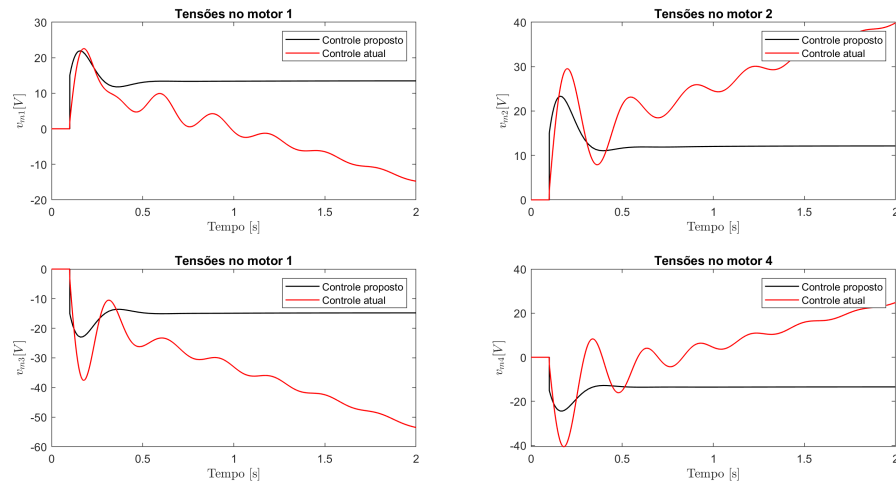 Tensões no motor 1
30
20
10
0
-10
-20
v_{m1}[V]
0
0.5
1
1.5
2
Tempo [s]
Controle proposto
Controle atual
Tensões no motor 2
40
30
20
10
0
v_{m2}[V]
0
0.5
1
1.5
2
Tempo [s]
Controle proposto
Controle atual
Tensões no motor 1
0
-10
-20
-30
-40
-50
-60
v_{m3}[V]
0
0.5
1
1.5
2
Tempo [s]
Controle proposto
Controle atual
Tensões no motor 4
40
20
0
-20
-40
v_{m4}[V]
0
0.5
1
1.5
2
Tempo [s]
Controle proposto
Controle atual